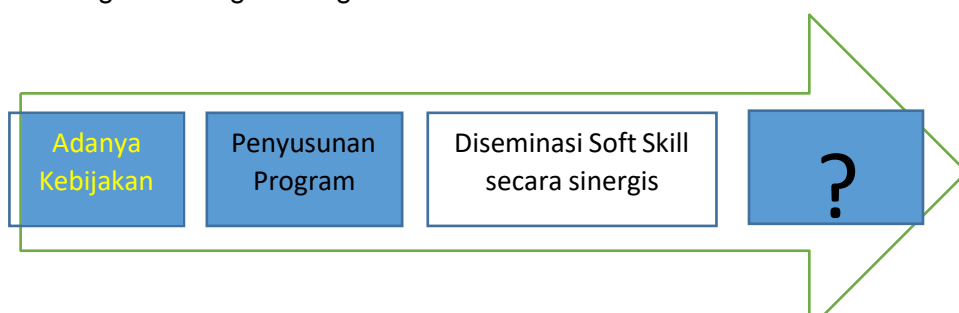 Adanya
Kebijakan
Penyusunan
Program
Diseminasi Soft Skill
secara sinergis
?